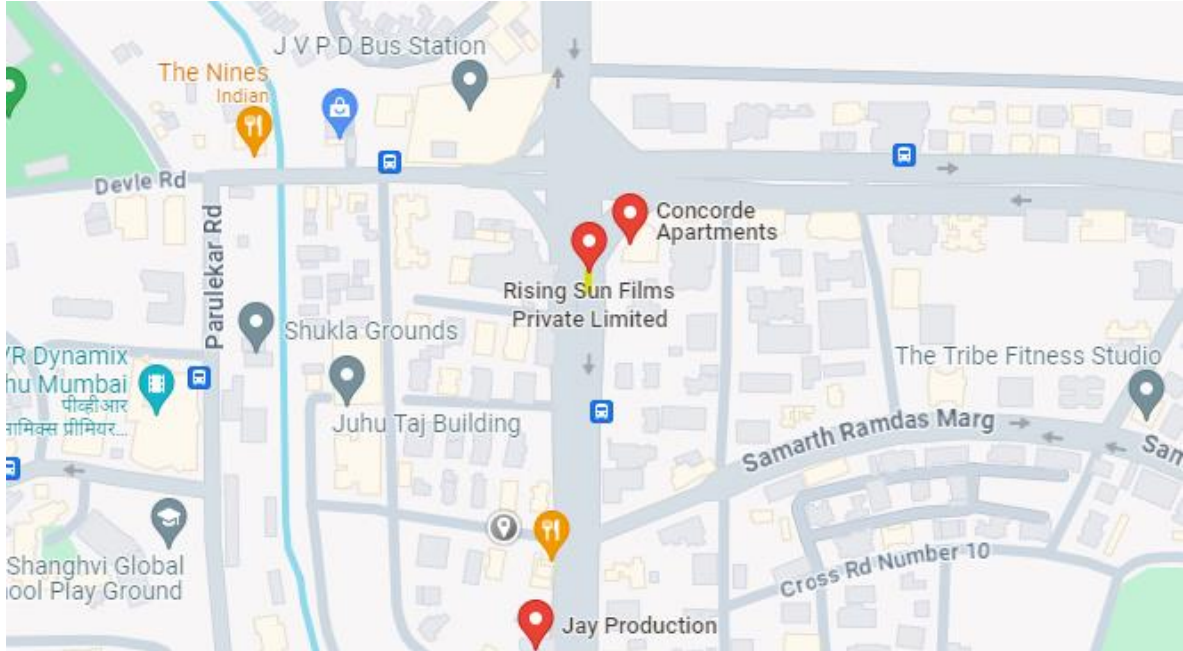 J V P D Bus Station
The Nines
Indian
Devle Rd
Parulekar Rd
Concorde
Apartments
Rising Sun Films
Private Limited
Shukla Grounds
VR Dynamix
hu Mumbai
पीव्हीआर
नामिक्स प्रीमियर...
Juhu Taj Building
The Tribe Fitness Studio
Samarth Ramdas Marg
Sam
Shanghvi Global
ool Play Ground
Cross Rd Number 10
Jay Production